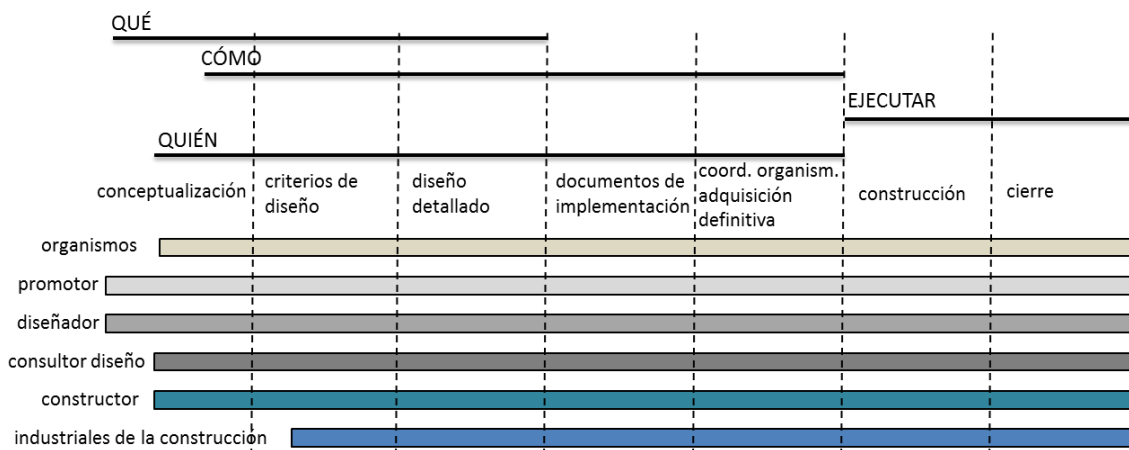 QUÉ
CÓMO
EJECUTAR
QUIÉN
conceptualización
criterios de
diseño
diseño
detallado
documentos de
implementación
coord. organism.
adquisición
definitiva
construcción
cierre
organismos
promotor
diseñador
consultor diseño
constructor
industriales de la construcción